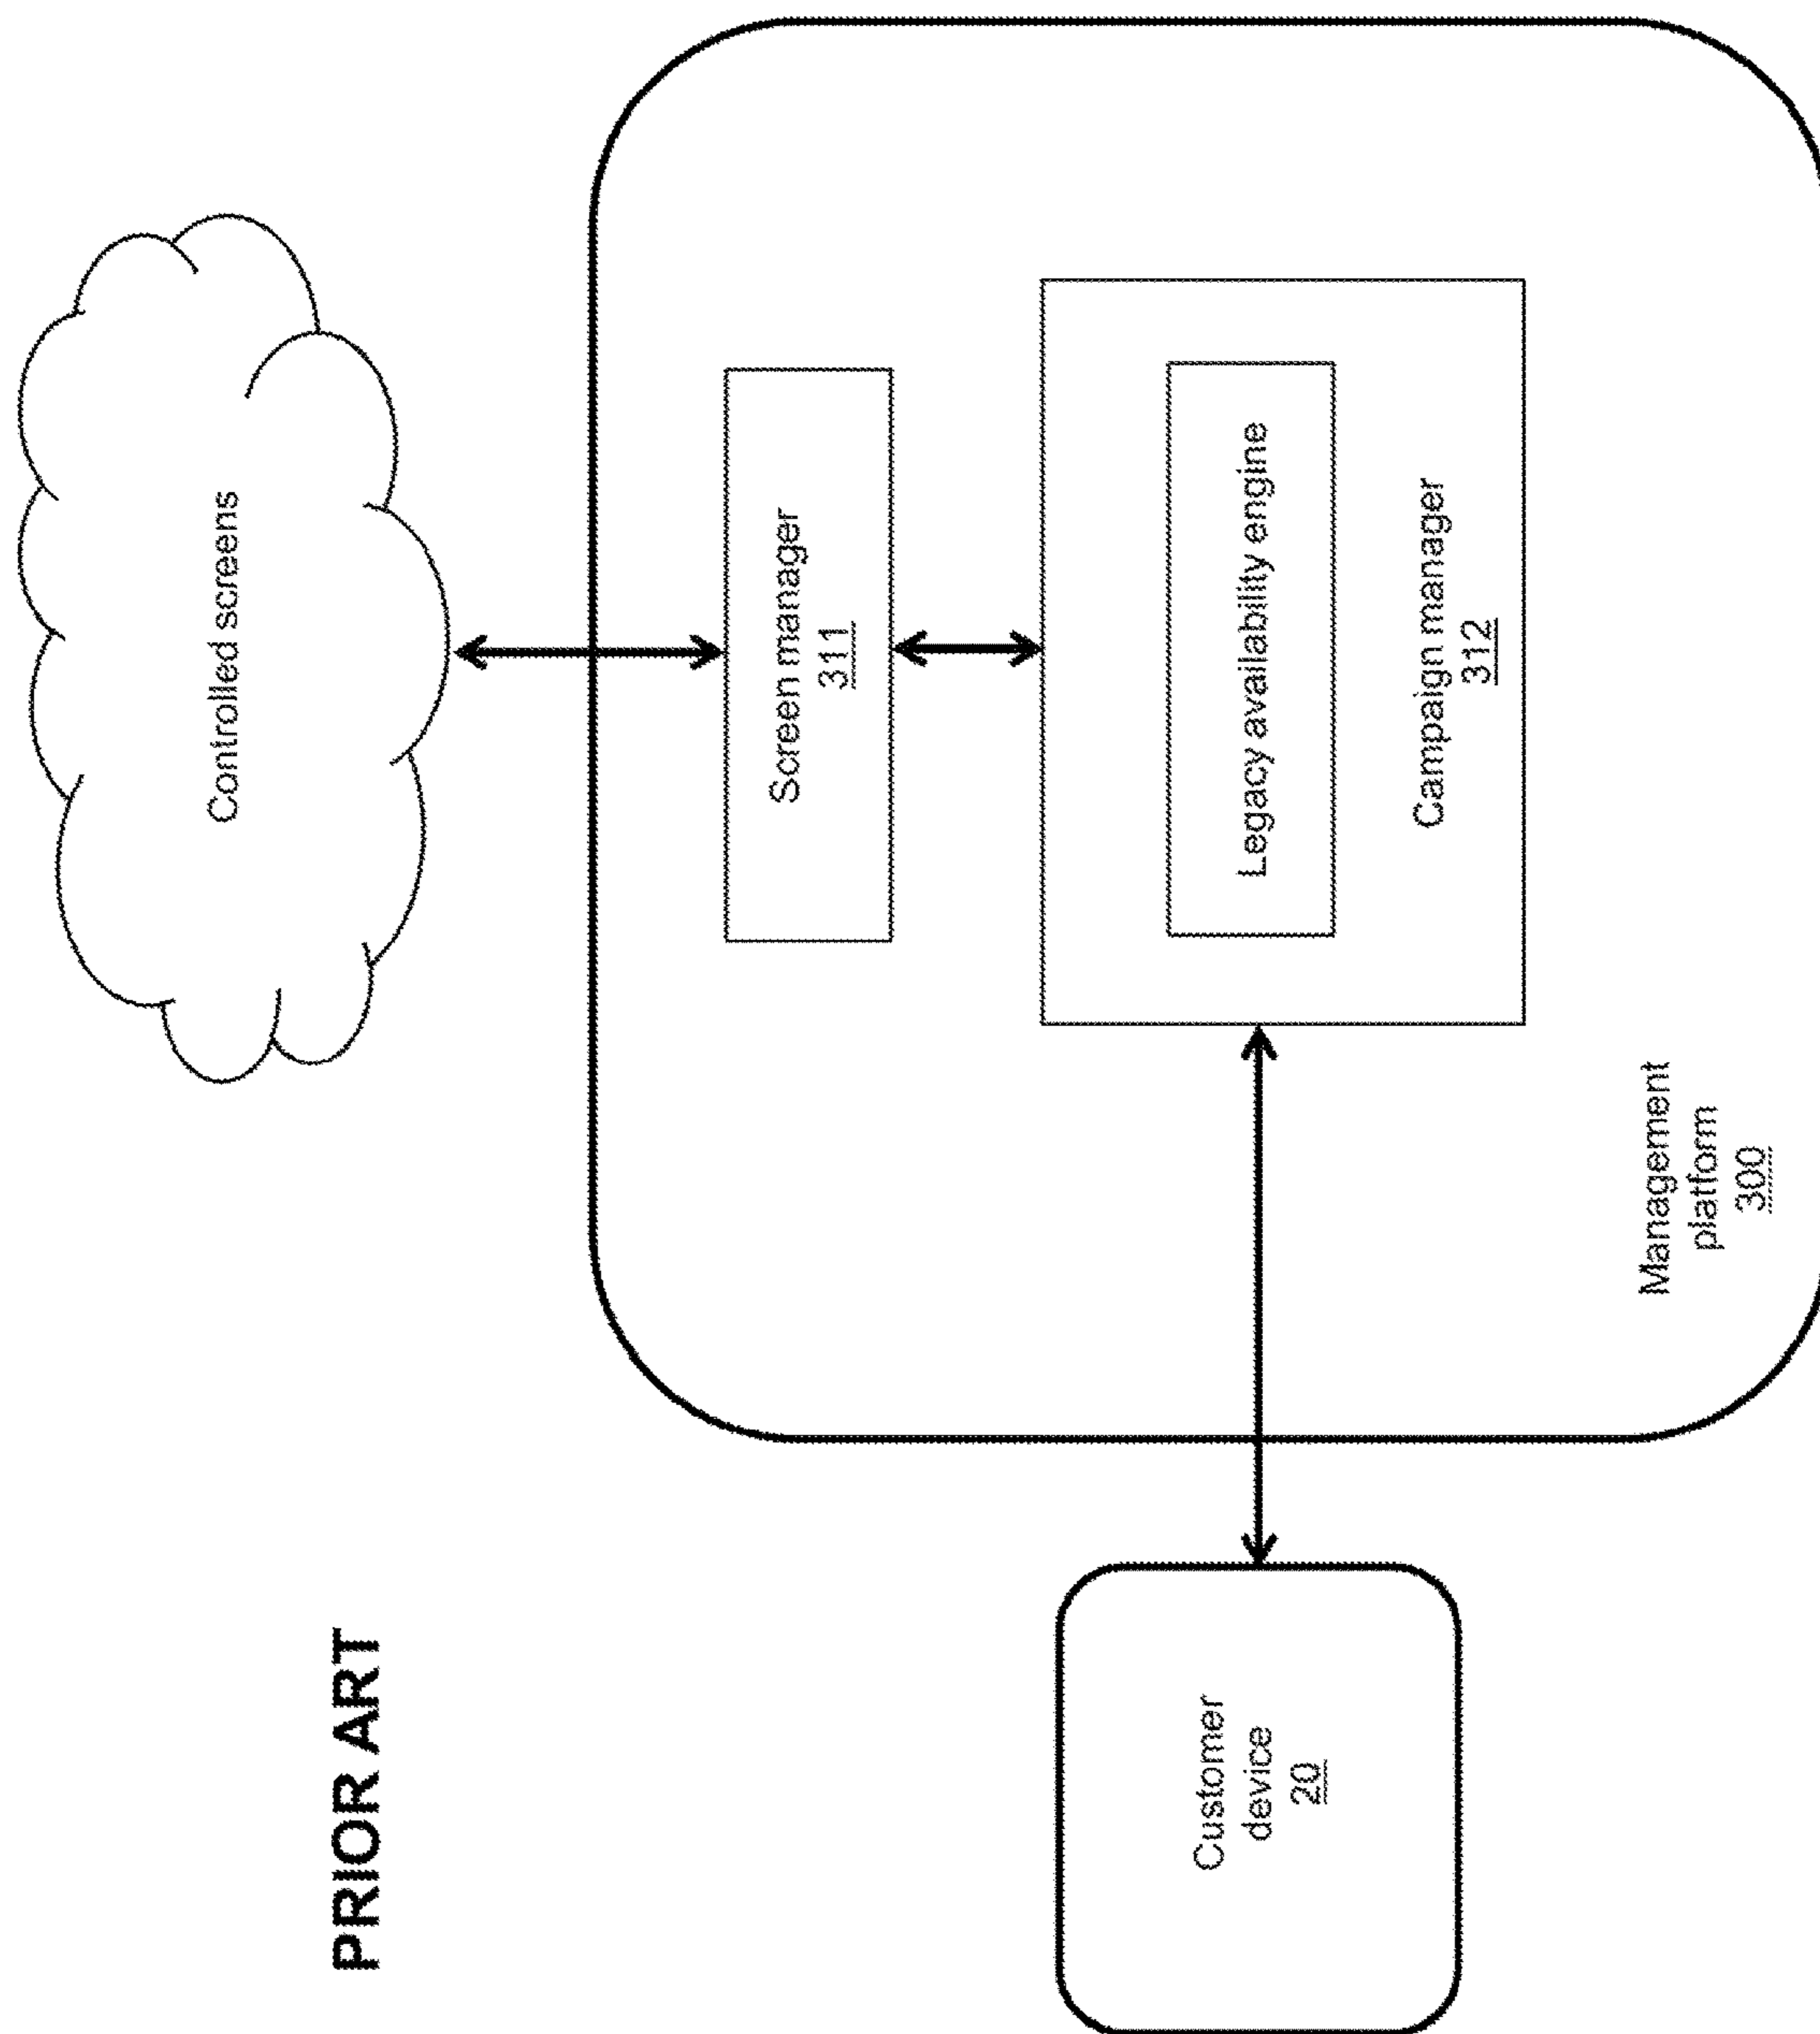 PRIOR ART
Controlled screens
Screen manager
311
Legacy availability engine
Campaign manager
312
Customer
device
20
Management
platform
300